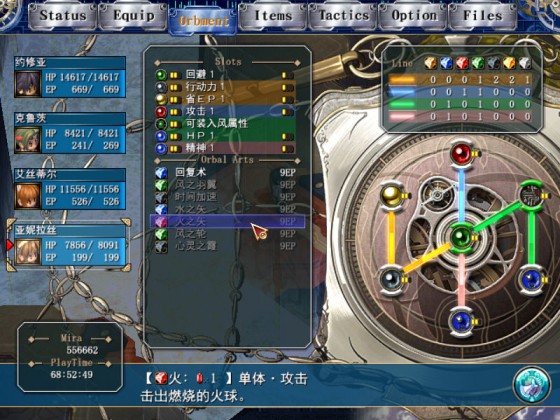 Status Equip Orbment Items Tactics Option Files
约修亚
HP 14617/14617
EP 669/ 669
克鲁茨
HP 8421/ 8421
EP 241/ 269
艾丝蒂尔
HP 11556/11556
EP 526/ 526
亚妮拉丝
HP 7856/ 8091
EP 199/ 199
Slots
回避1
行动力1
省EP1
攻击1
可装入风属性
HP1
精神1
Orbal Arts
回复术 9EP
风之羽翼 9EP
时间加速 9EP
水之矢 9EP
火之矢 9EP
风之轮 9EP
心灵之霞 9EP
Line
0 0 0 1 2 2 1
0 0 1 1 0 0 0
0 1 0 1 0 0 0
0 0 1 1 0 0 0
Mira
556662
PlayTime
68:52:49
【火: 1 】单体·攻击
击出燃烧的火球。